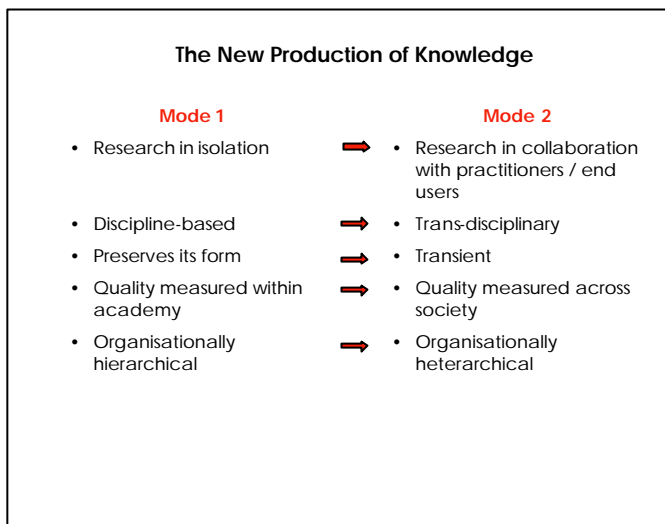 The New Production of Knowledge
Mode 1
Mode 2
• Research in isolation
• Research in collaboration
with practitioners / end
users
• Discipline-based
• Trans-disciplinary
• Preserves its form
• Transient
• Quality measured within
academy
• Quality measured across
society
• Organisationally
hierarchical
• Organisationally
heterarchical